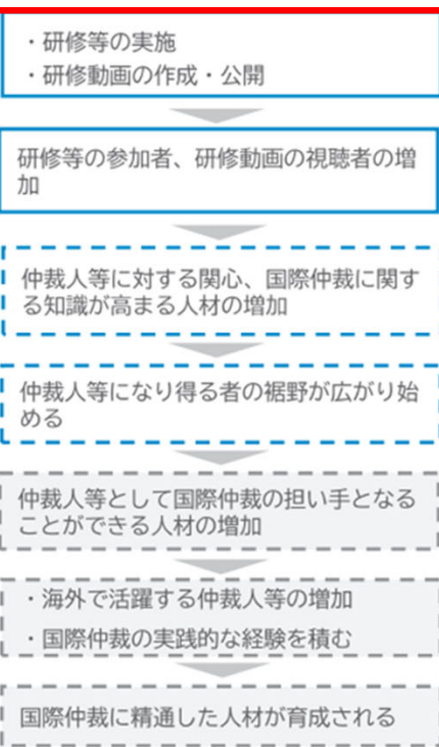 ・研修等の実施
・研修動画の作成・公開
研修等の参加者、研修動画の視聴者の増
加
仲裁人等に対する関心、国際仲裁に関す
る知識が高まる人材の増加
仲裁人等になり得る者の裾野が広がり始
める
仲裁人等として国際仲裁の担い手となる
ことができる人材の増加
・海外で活躍する仲裁人等の増加
・国際仲裁の実践的な経験を積む
国際仲裁に精通した人材が育成される